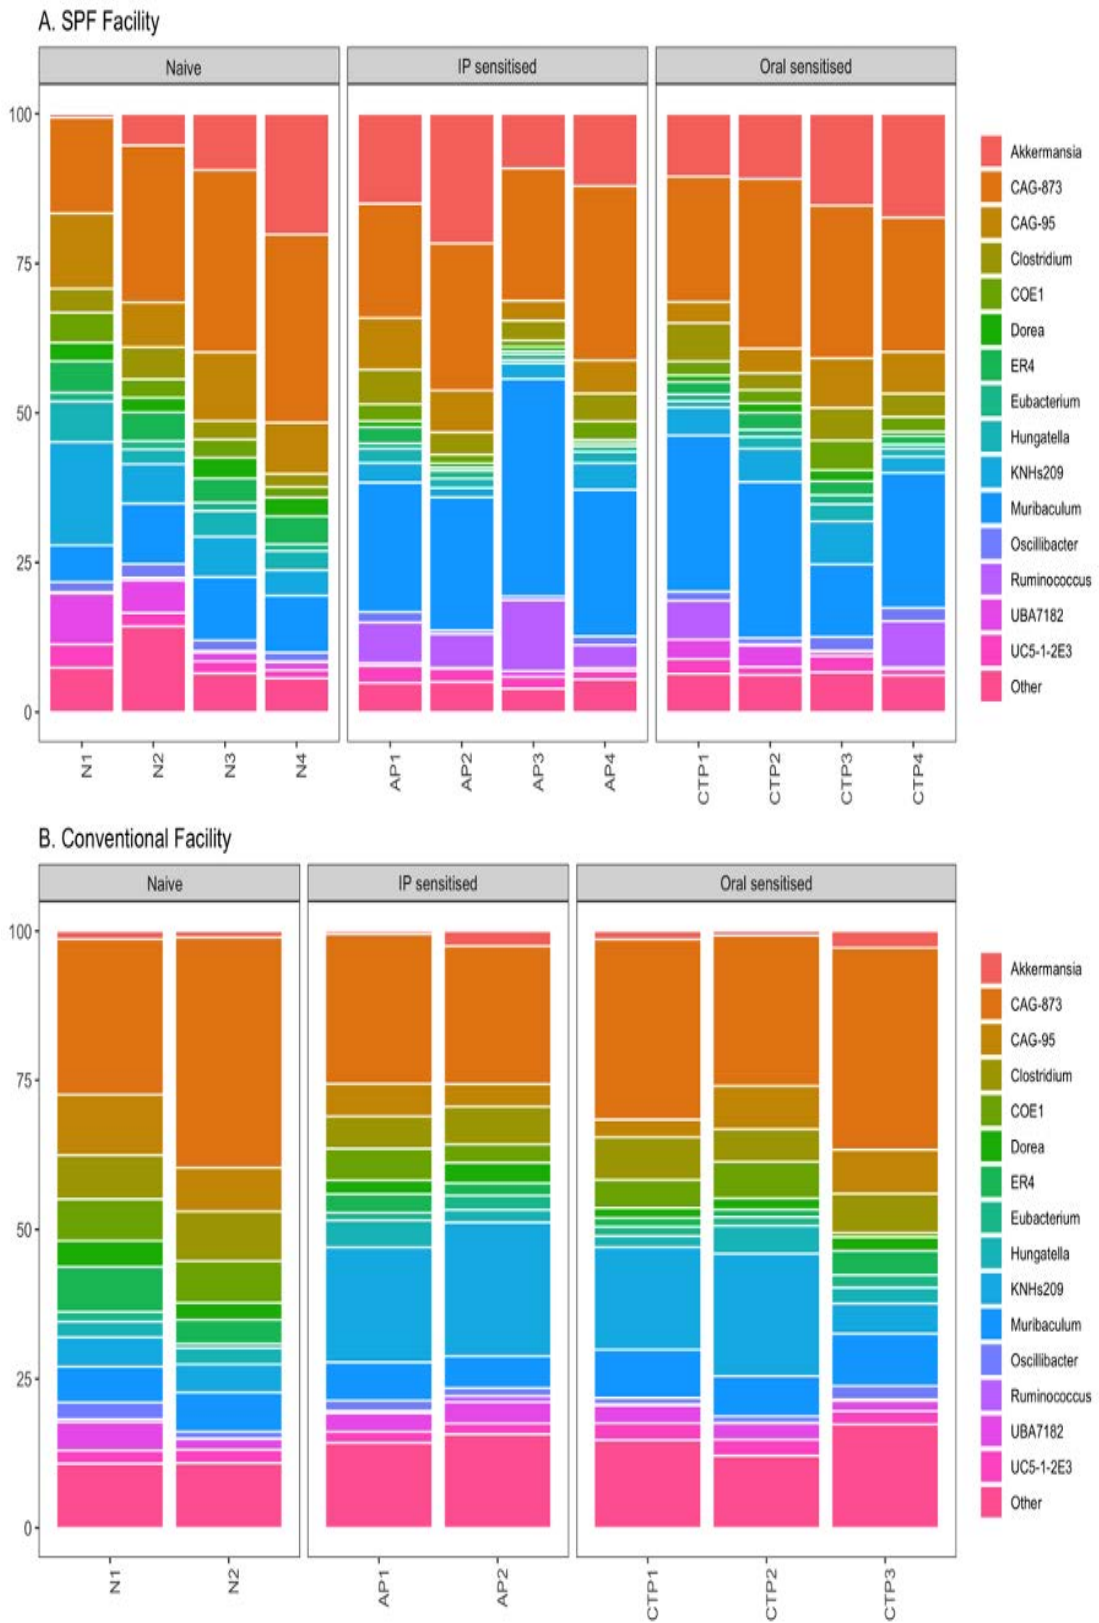 A. SPF Facility
Naive
IP sensitised
Oral sensitised
100
75
50
25
0
N1
N2
N3
N4
AP1
AP2
AP3
AP4
CTP1
CTP2
CTP3
CTP4
Akkermansia
CAG-873
CAG-95
Clostridium
COE1
Dorea
ER4
Eubacterium
Hungatella
KNHs209
Muribaculum
Oscillibacter
Ruminococcus
UBA7182
UC5-1-2E3
Other
B. Conventional Facility
Naive
IP sensitised
Oral sensitised
100
75
50
25
0
N1
N2
AP1
AP2
CTP1
CTP2
CTP3
Akkermansia
CAG-873
CAG-95
Clostridium
COE1
Dorea
ER4
Eubacterium
Hungatella
KNHs209
Muribaculum
Oscillibacter
Ruminococcus
UBA7182
UC5-1-2E3
Other